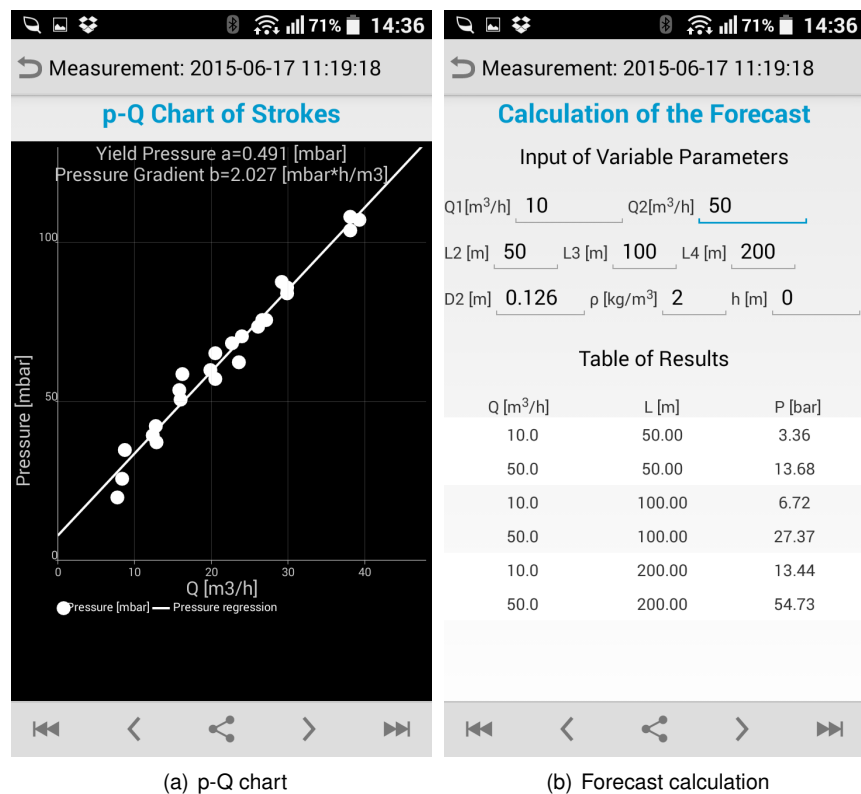 71% 14:36
Measurement: 2015-06-17 11:19:18
p-Q Chart of Strokes
Yield Pressure a=0.491 [mbar]
Pressure Gradient b=2.027 [mbar*h/m3]
100
50
0
Pressure [mbar]
0 10 20 30 40
Q [m3/h]
Pressure [mbar] Pressure regression
(a) p-Q chart
71% 14:36
Measurement: 2015-06-17 11:19:18
Calculation of the Forecast
Input of Variable Parameters
Q1[m³/h] 10 Q2[m³/h] 50
L2 [m] 50 L3 [m] 100 L4 [m] 200
D2 [m] 0.126 ρ [kg/m³] 2 h [m] 0
Table of Results
Q [m³/h] L [m] P [bar]
10.0 50.00 3.36
50.0 50.00 13.68
10.0 100.00 6.72
50.0 100.00 27.37
10.0 200.00 13.44
50.0 200.00 54.73
(b) Forecast calculation